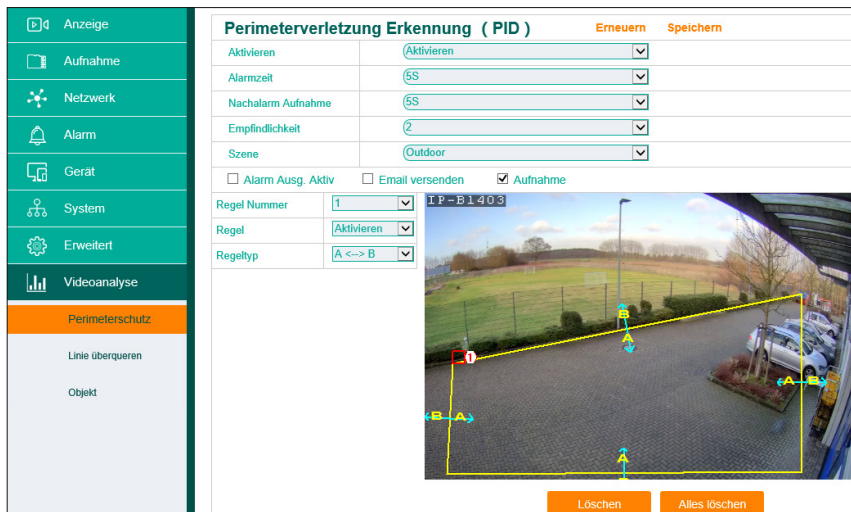 Anzeige
Aufnahme
Netzwerk
Alarm
Gerät
System
Erweitert
Videoanalyse
Perimeterschutz
Linie überqueren
Objekt
Perimeterverletzung Erkennung ( PID )
Erneuern
Speichern
Aktivieren Aktivieren
Alarmzeit 5S
Nachalarm Aufnahme 5S
Empfindlichkeit 2
Szene Outdoor
Alarm Ausg. Aktiv Email versenden Aufnahme
Regel Nummer 1
Regel Aktivieren
Regeltyp A <--> B
IP-B1403
B
A
1
A B
B A
A
Löschen Alles löschen